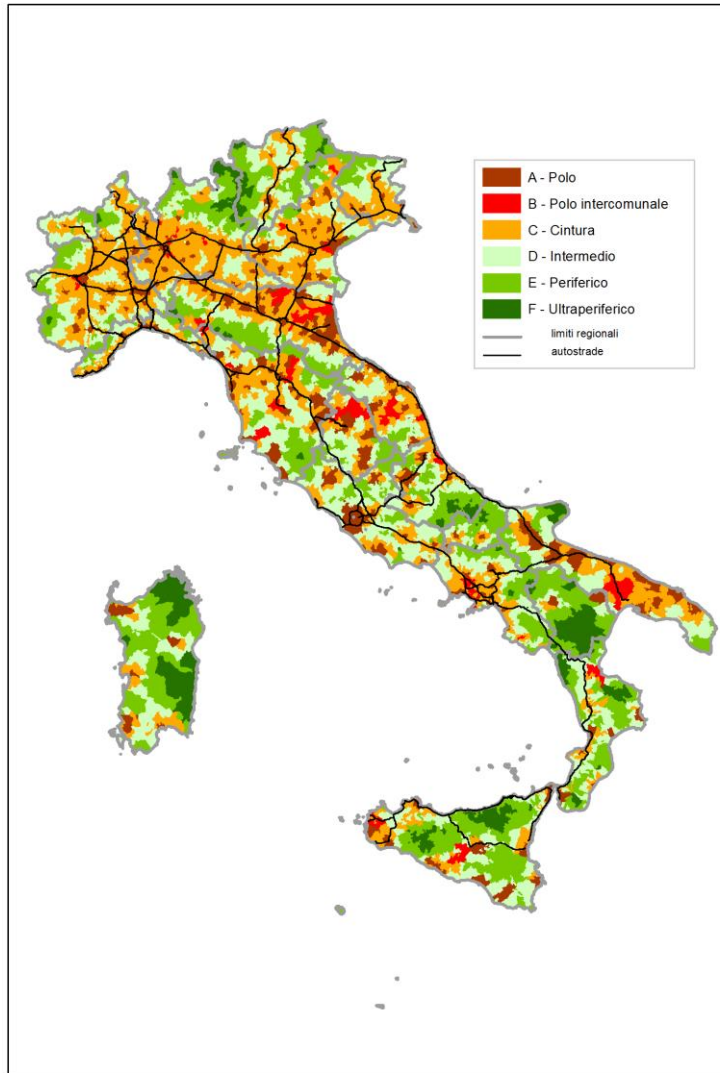 A - Polo
B - Polo intercomunale
C - Cintura
D - Intermedio
E - Periferico
F - Ultraperiferico
limiti regionali
autostrade